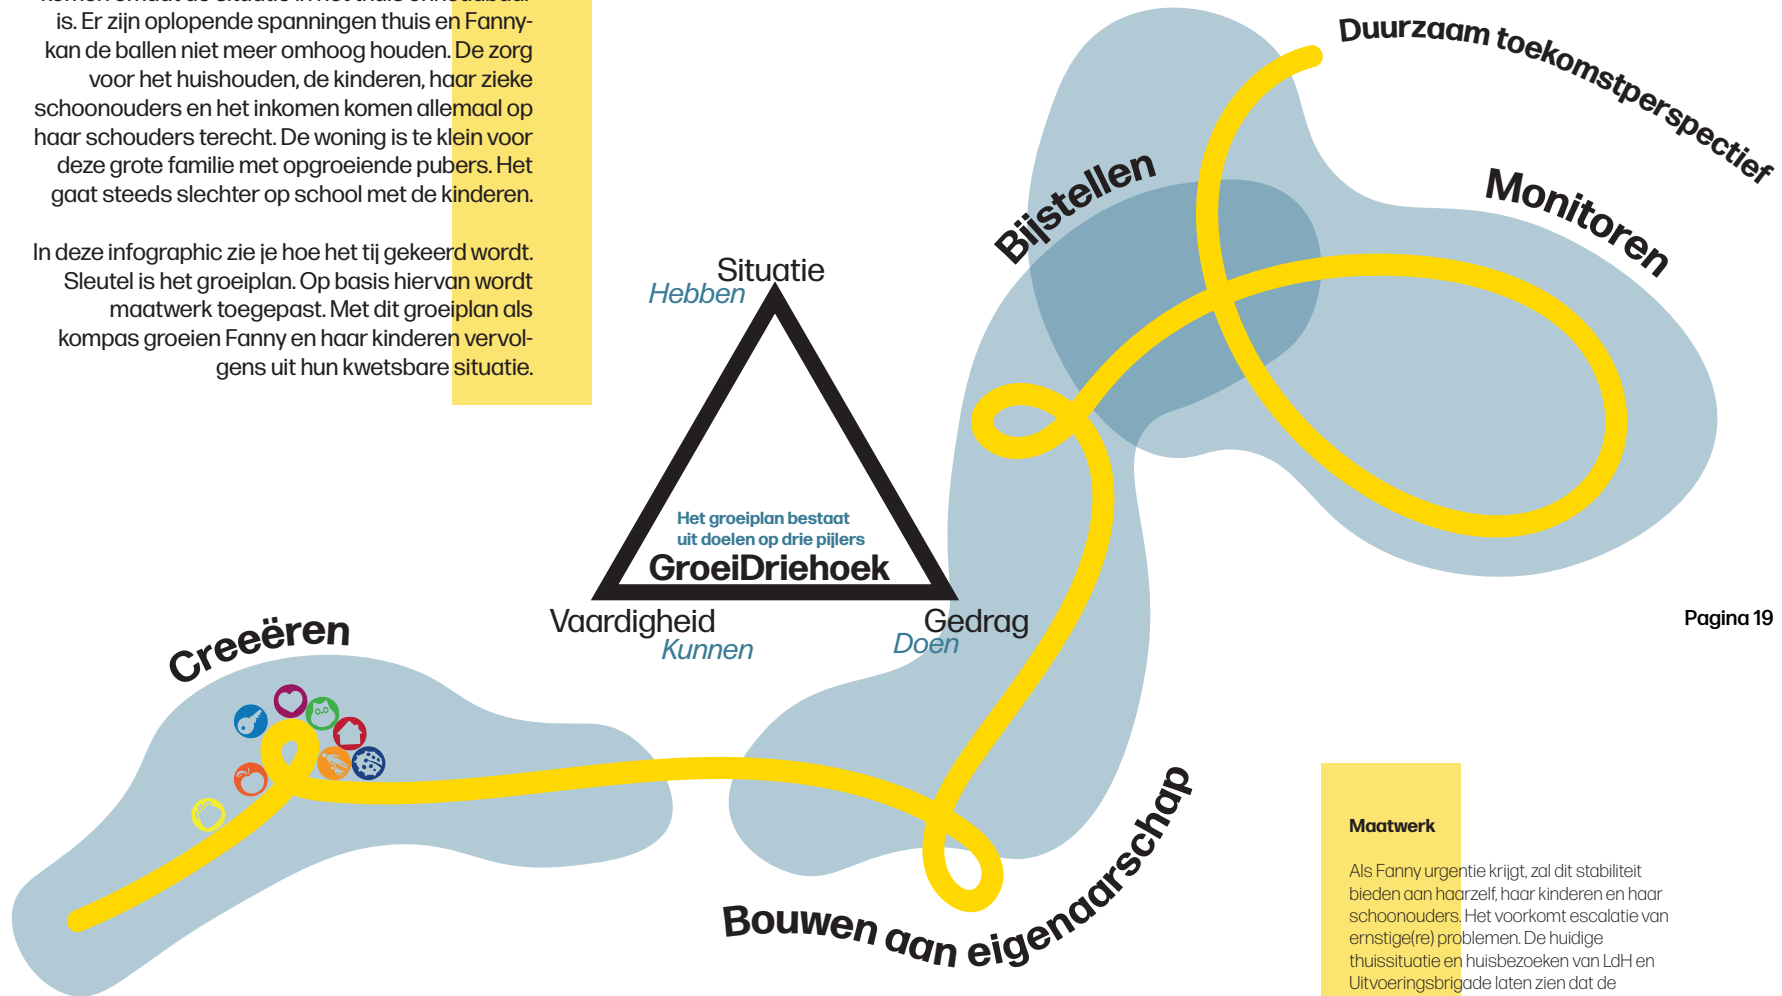 komen omdat de situatie in het thuis onhoudbaar
is. Er zijn oplopende spanningen thuis en Fanny-
kan de ballen niet meer omhoog houden. De zorg
voor het huishouden, de kinderen, haar zieke
schoonouders en het inkomen komen allemaal op
haar schouders terecht. De woning is te klein voor
deze grote familie met opgroeiende pubers. Het
gaat steeds slechter op school met de kinderen.
In deze infographic zie je hoe het tij gekeerd wordt.
Sleutel is het groeiplan. Op basis hiervan wordt
maatwerk toegepast. Met dit groeiplan als
kompas groeien Fanny en haar kinderen vervol-
gens uit hun kwetsbare situatie.
Duurzaam toekomstperspectief
Bijstellen
Monitoren
Situatie
Hebben
Het groeiplan bestaat
uit doelen op drie pijlers
GroeiDriehoek
Vaardigheid
Kunnen
Gedrag
Doen
Creeëren
Bouwen aan eigenaarschap
Pagina 19
Maatwerk
Als Fanny urgentie krijgt, zal dit stabiliteit
bieden aan haarzelf, haar kinderen en haar
schoonouders. Het voorkomt escalatie van
ernstige(re) problemen. De huidige
thuissituatie en huisbezoeken van LdH en
Uitvoeringsbrigade laten zien dat de